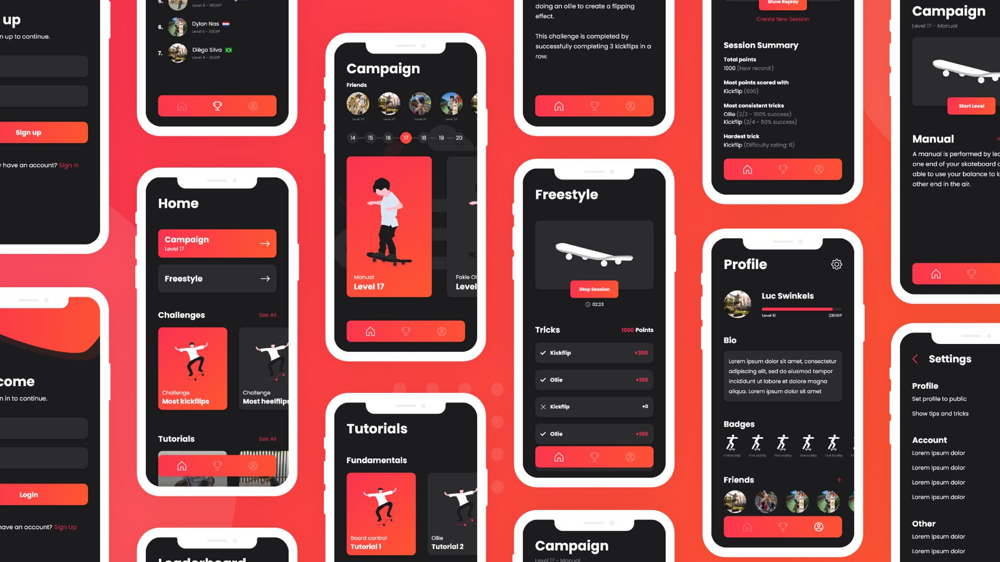 up
n up to continue.
Sign up
y have an account? Sign In
come
n in to continue.
Login
have an account? Sign Up
5.
Level 8 - 1950XP
6.
Dylan Nas
Level 6 - 1150XP
7.
Diëgo Silva
Level 4 - 550XP
Home
Campaign
Level 17
Freestyle
Challenges
See All
Challenge
Most kickflips
Challenge
Most heelflips
Tutorials
See All
Leaderboard
Campaign
Friends
Level 70
Level 97
Level 61
Level 34
14
15
16
17
18
19
20
Manual
Level 17
Fakie Ol
Level
Tutorials
Fundamentals
Board control
Tutorial 1
Ollie
Tutorial 2
doing an ollie to create a flipping
effect.
This challenge is completed by
successfully completing 3 kickflips in a
row.
Freestyle
Stop Session
02:23
Tricks
1000 Points
Kickflip
+300
Ollie
+100
Kickflip
+0
Ollie
+100
Campaign
Level 17 - Manual
Show Replay
Create New Session
Session Summary
Total points
1000 (New record!)
Most points scored with
Kickflip (600)
Most consistent tricks
Ollie (2/2 - 100% success)
Kickflip (2/4 - 50% success)
Hardest trick
Kickflip (Difficulty rating: 6)
Profile
Luc Swinkels
Level 10
2350XP
Bio
Lorem ipsum dolor sit amet, consectetur
adipiscing elit, sed do eiusmod tempor
incididunt ut labore et dolore magna
aliqua. Lorem ipsum dolor sit amet
Badges
First kickflip
First kickflip
First kickflip
First kickflip
First kickflip
Friends
Campaign
Level 17 - Manual
Start Level
Manual
A manual is performed by lea
one end of your skateboard a
able to use your balance to k
other end in the air.
Settings
Profile
Set profile to public
Show tips and tricks
Account
Lorem ipsum dolor
Lorem ipsum dolor
Lorem ipsum dolor
Lorem ipsum dolor
Other
Lorem ipsum dolor
Lorem ipsum dolor